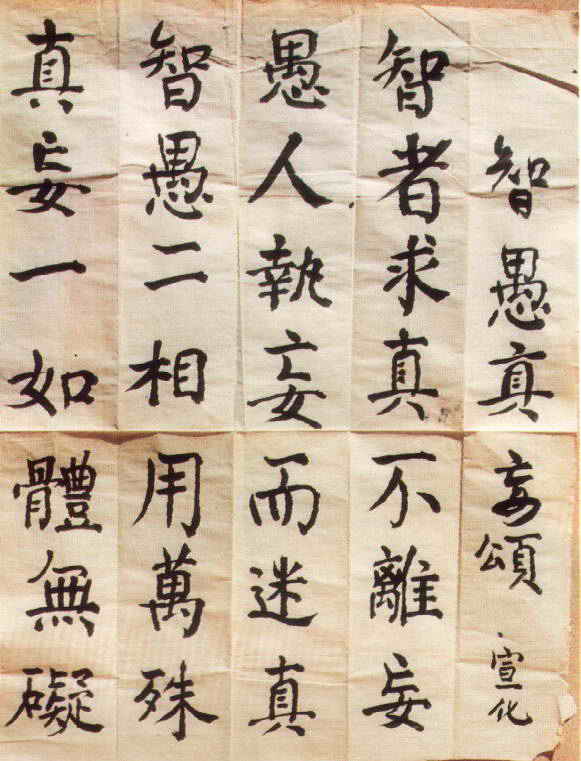 智愚真妄頌 宣化
智者求真不離妄
愚人執妄而迷真
智愚二相用萬殊
真妄一如體無礙